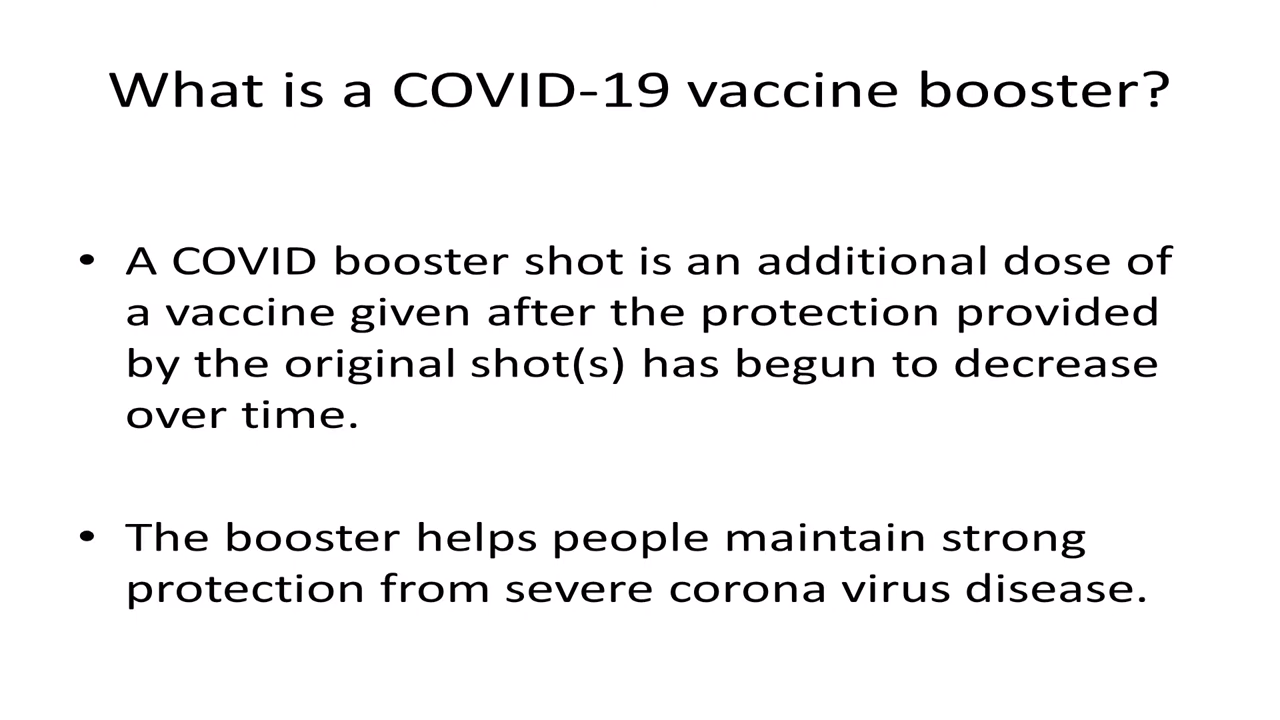 What is a COVID-19 vaccine booster?
• A COVID booster shot is an additional dose of
a vaccine given after the protection provided
by the original shot(s) has begun to decrease
over time.
• The booster helps people maintain strong
protection from severe corona virus disease.